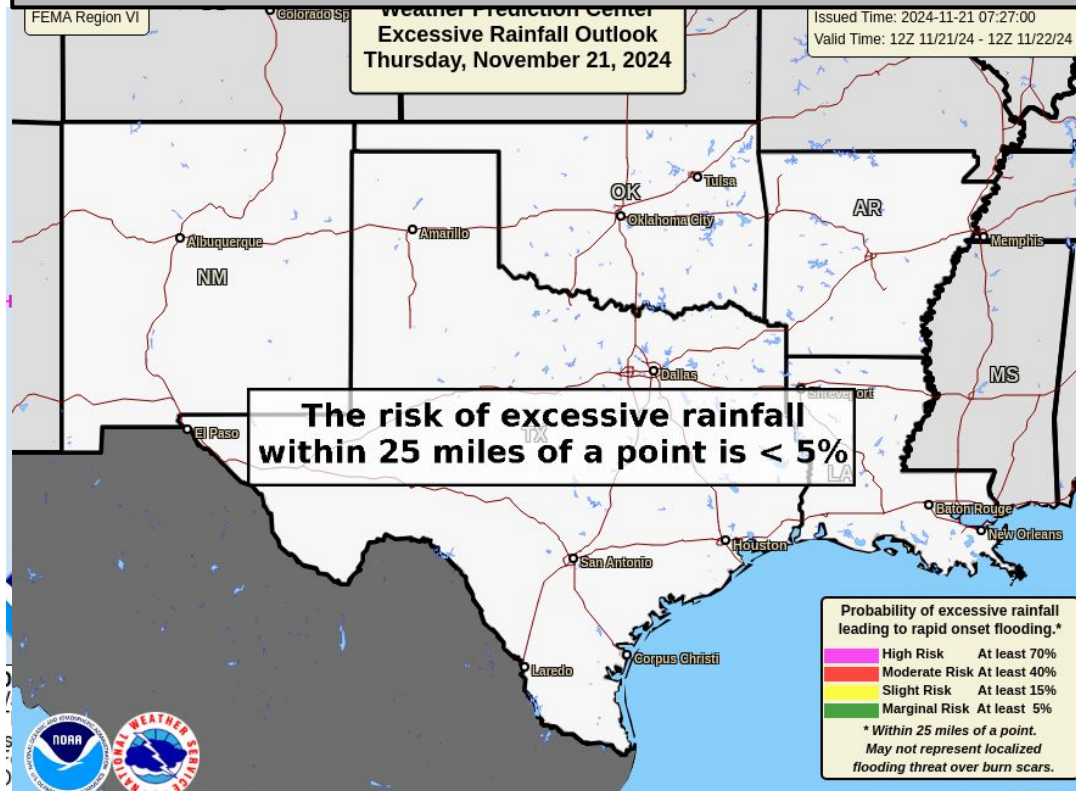 FEMA Region VI
Weather Prediction Center
Excessive Rainfall Outlook
Thursday, November 21, 2024
Issued Time: 2024-11-21 07:27:00
Valid Time: 12Z 11/21/24 - 12Z 11/22/24
Colorado Sp
Tulsa
OK
Oklahoma City
AR
Albuquerque
Amarillo
Memphis
NM
Dallas
MS
Shreveport
The risk of excessive rainfall
within 25 miles of a point is < 5%
El Paso
TX
LA
Baton Rouge
New Orleans
Houston
San Antonio
Laredo
Corpus Christi
Probability of excessive rainfall
leading to rapid onset flooding.*
High Risk At least 70%
Moderate Risk At least 40%
Slight Risk At least 15%
Marginal Risk At least 5%
* Within 25 miles of a point.
May not represent localized
flooding threat over burn scars.
NOAA
NATIONAL WEATHER SERVICE